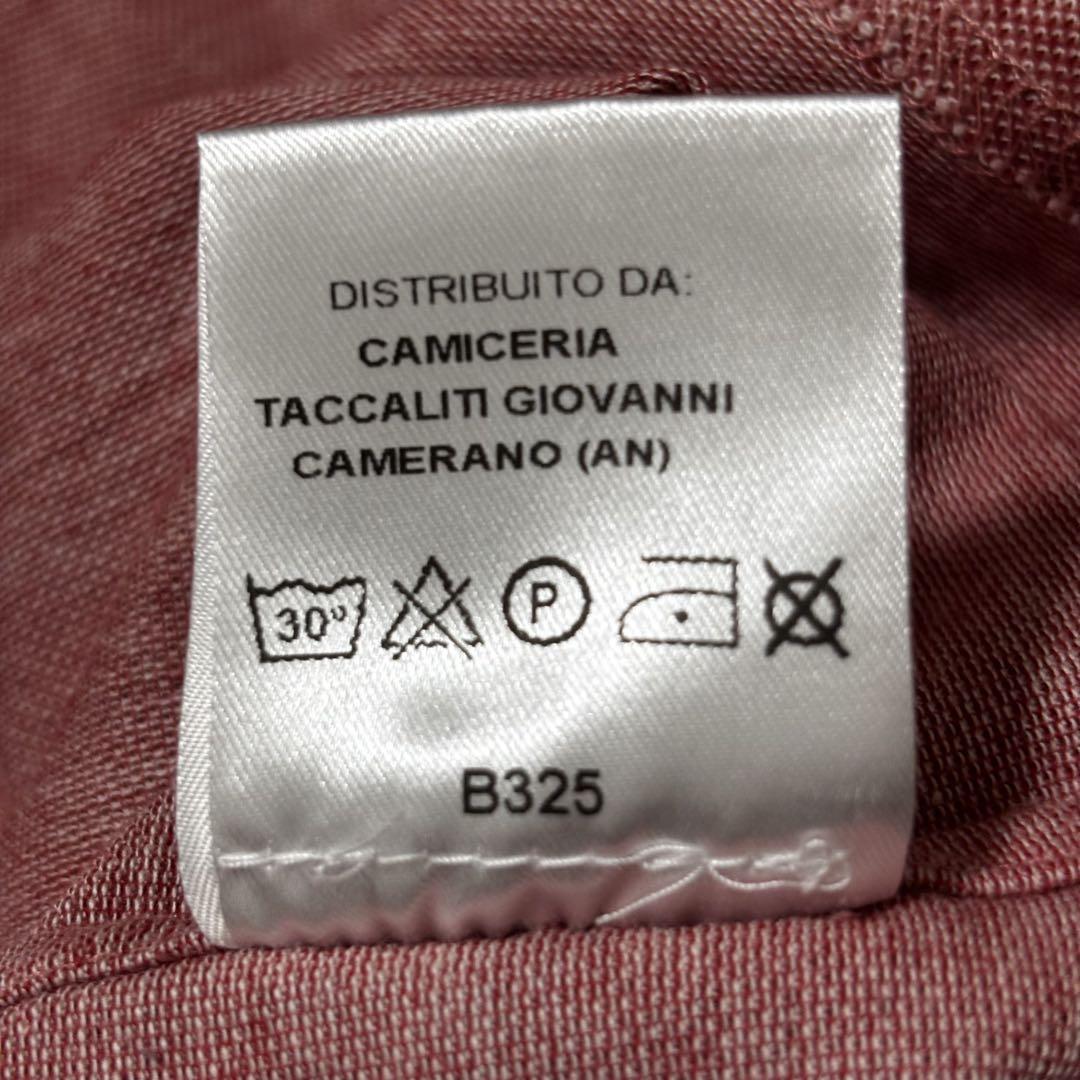 DISTRIBUITO DA:
CAMICERIA
TACCALITI GIOVANNI
CAMERANO (AN)
30° P
B325